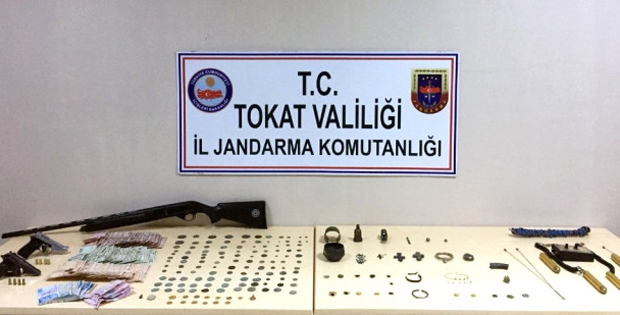 T.C.
TOKAT VALİLİĞİ
İL JANDARMA KOMUTANLIĞI